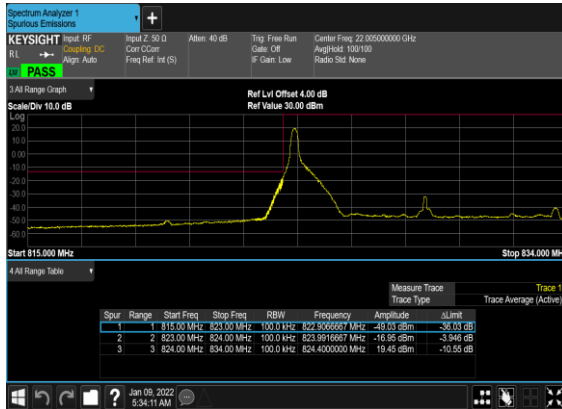 Spectrum Analyzer 1
Spurious Emissions
KEYSIGHT Input: RF Input Z: 50 Ω Atten: 40 dB Trig: Free Run Center Freq: 22.005000000 GHz
RL Coupling: DC Corr CCorr Gate: Off Avg|Hold: 100/100
Align: Auto Freq Ref: Int (S) IF Gain: Low Radio Std: None
PASS
3 All Range Graph
Ref Lvl Offset 4.00 dB
Scale/Div 10.0 dB Ref Value 30.00 dBm
Log
20.0
10.0
0.00
-10.0
-20.0
-30.0
-40.0
-50.0
-60.0
Start 815.000 MHz Stop 834.000 MH
4 All Range Table
Measure Trace Trace 1
Trace Type Trace Average (Active)
Spur Range Start Freq Stop Freq RBW Frequency Amplitude ΔLimit
1 1 815.00 MHz 823.00 MHz 100.0 kHz 822.9066667 MHz -49.03 dBm -36.03 dB
2 2 823.00 MHz 824.00 MHz 100.0 kHz 823.9916667 MHz -16.95 dBm -3.946 dB
3 3 824.00 MHz 834.00 MHz 100.0 kHz 824.4000000 MHz 19.45 dBm -10.55 dB
Jan 09, 2022
5:34:11 AM